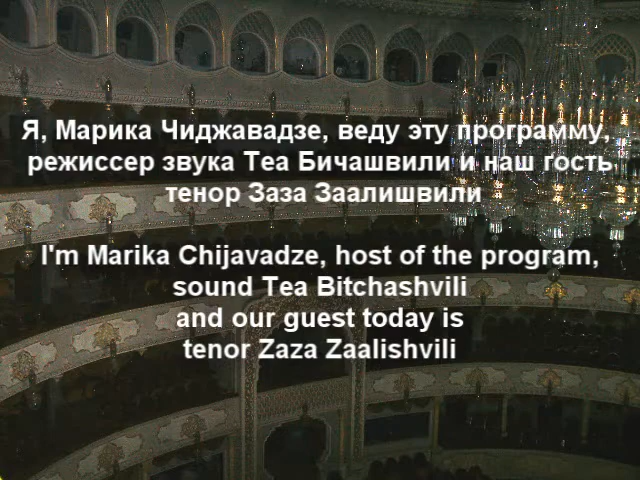 Я, Марика Чиджавадзе, веду эту программу,
режиссер звука Теа Бичашвили и наш гость
тенор Заза Заалишвили
I'm Marika Chijavadze, host of the program,
sound Tea Bitchashvili
and our guest today is
tenor Zaza Zaalishvili